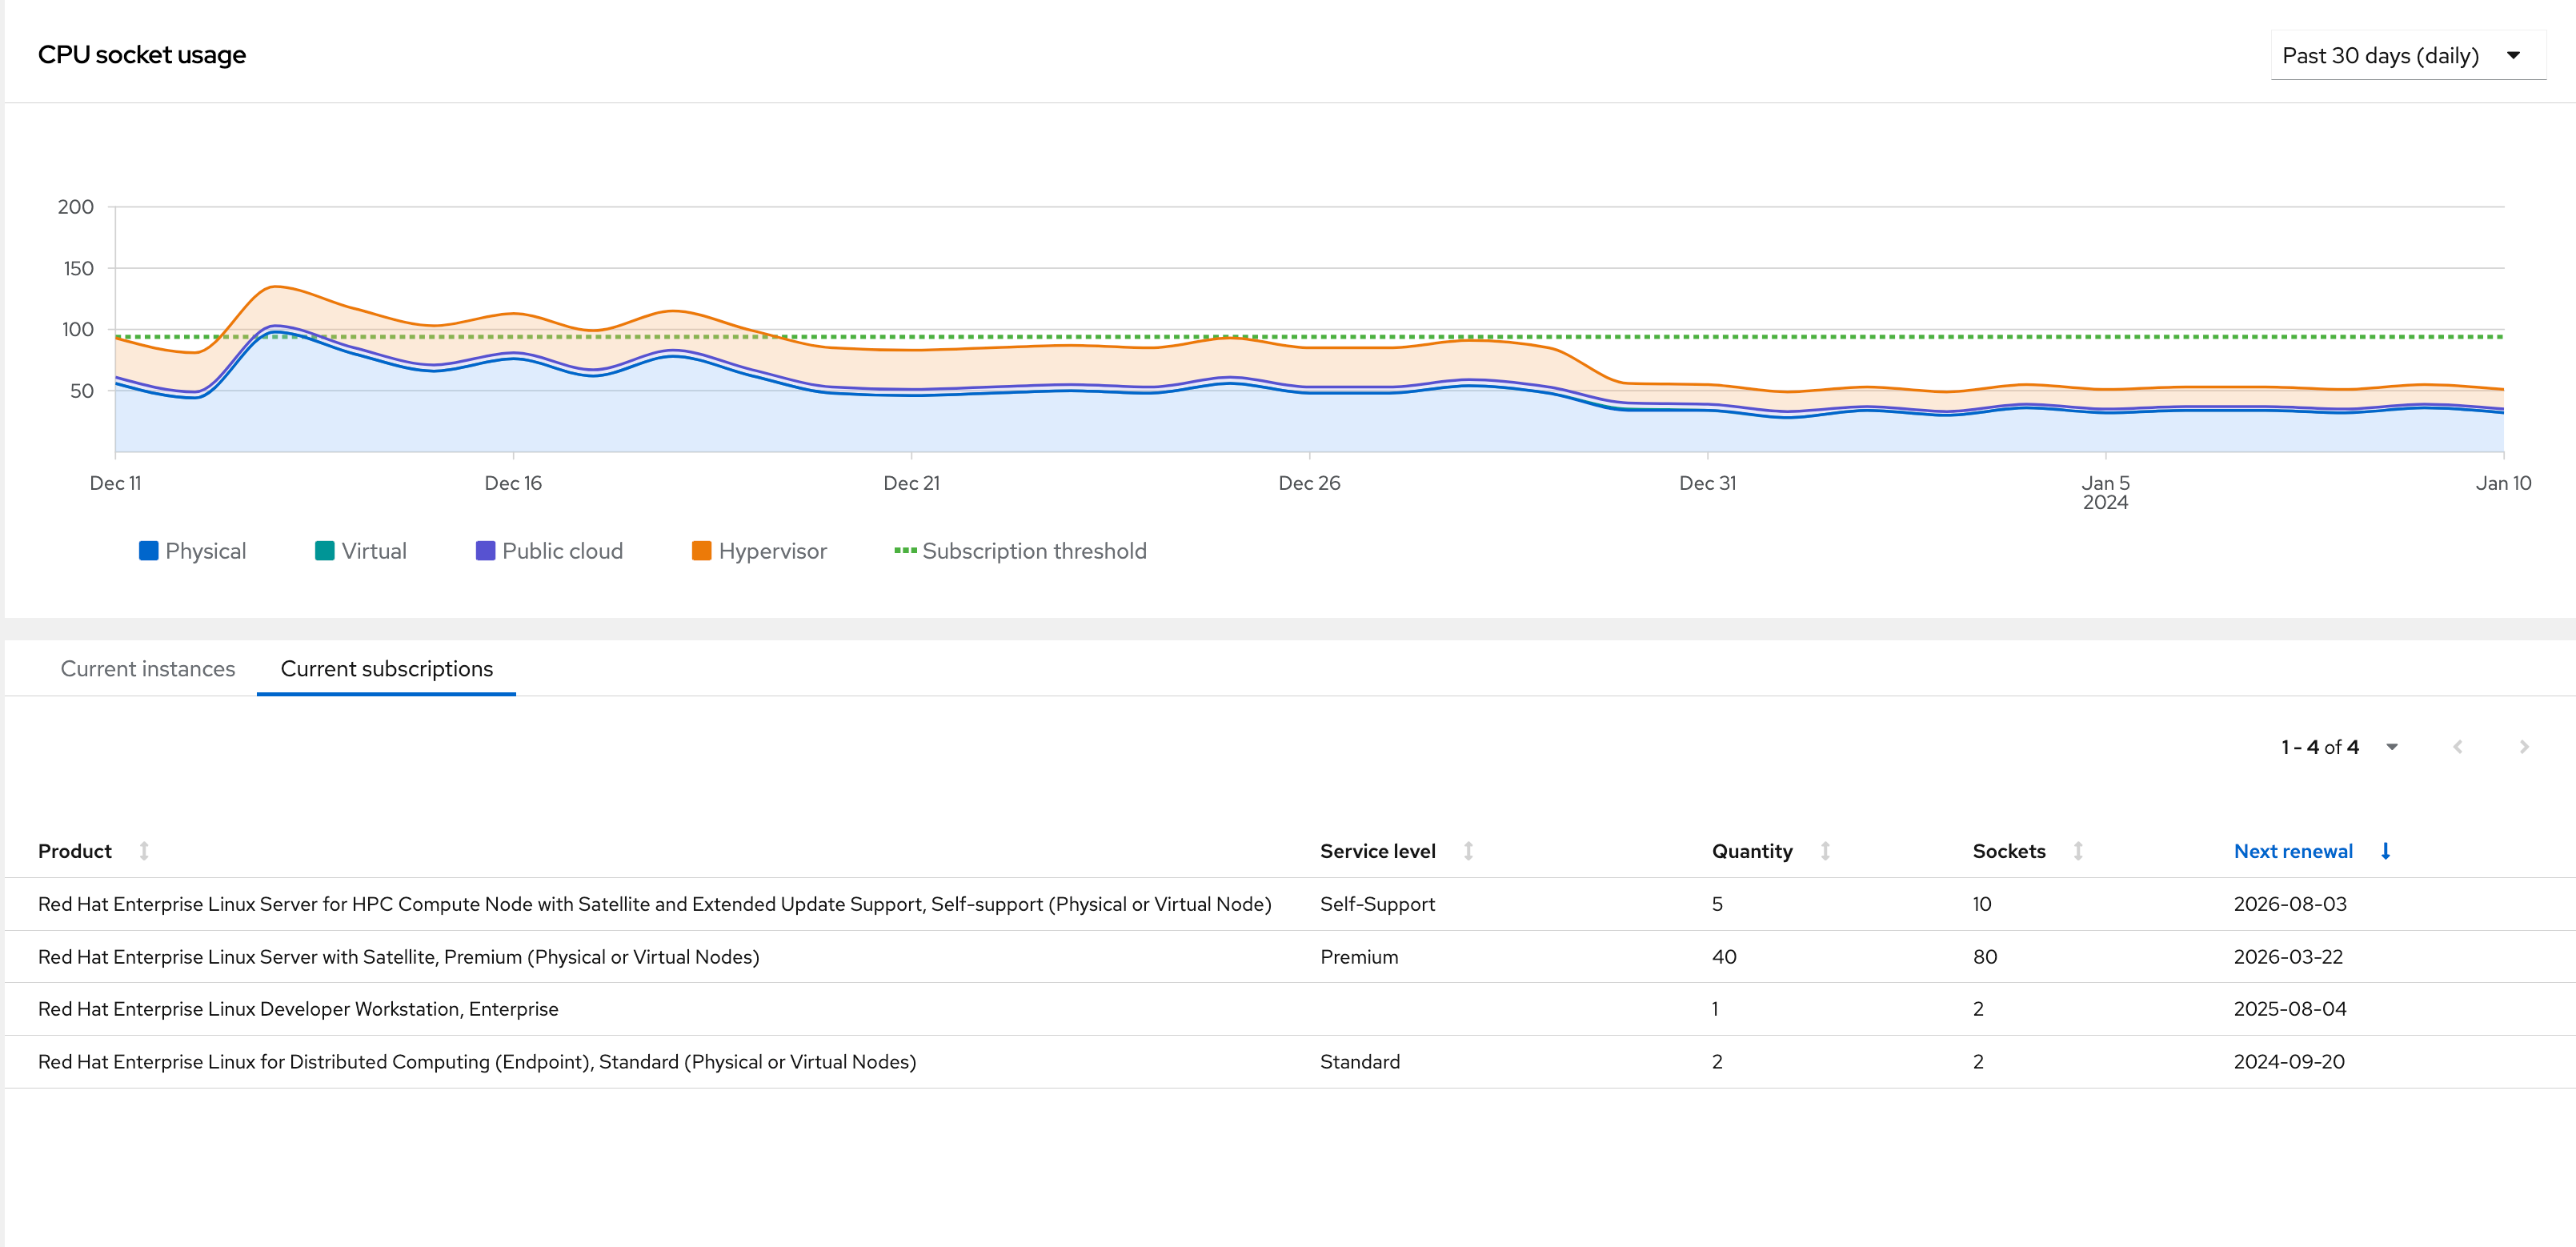 CPU socket usage
Past 30 days (daily)
200
150
100
50
Dec 11 Dec 16 Dec 21 Dec 26 Dec 31 Jan 5 Jan 10
2024
Physical Virtual Public cloud Hypervisor Subscription threshold
Current instances Current subscriptions
1 - 4 of 4
Product Service level Quantity Sockets Next renewal
Red Hat Enterprise Linux Server for HPC Compute Node with Satellite and Extended Update Support, Self-support (Physical or Virtual Node) Self-Support 5 10 2026-08-03
Red Hat Enterprise Linux Server with Satellite, Premium (Physical or Virtual Nodes) Premium 40 80 2026-03-22
Red Hat Enterprise Linux Developer Workstation, Enterprise 1 2 2025-08-04
Red Hat Enterprise Linux for Distributed Computing (Endpoint), Standard (Physical or Virtual Nodes) Standard 2 2 2024-09-20